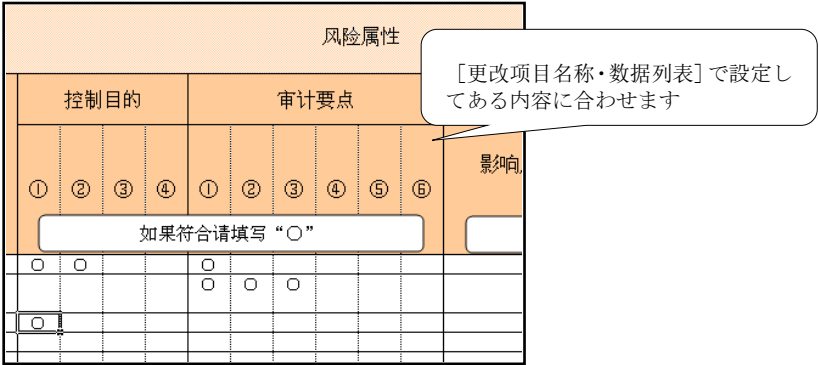 风险属性
［更改项目名称・数据列表］で設定し
てある内容に合わせます
控制目的 审计要点
影响
① ② ③ ④ ① ② ③ ④ ⑤ ⑥
如果符合请填写“○”
○ ○ ○
○ ○ ○
○